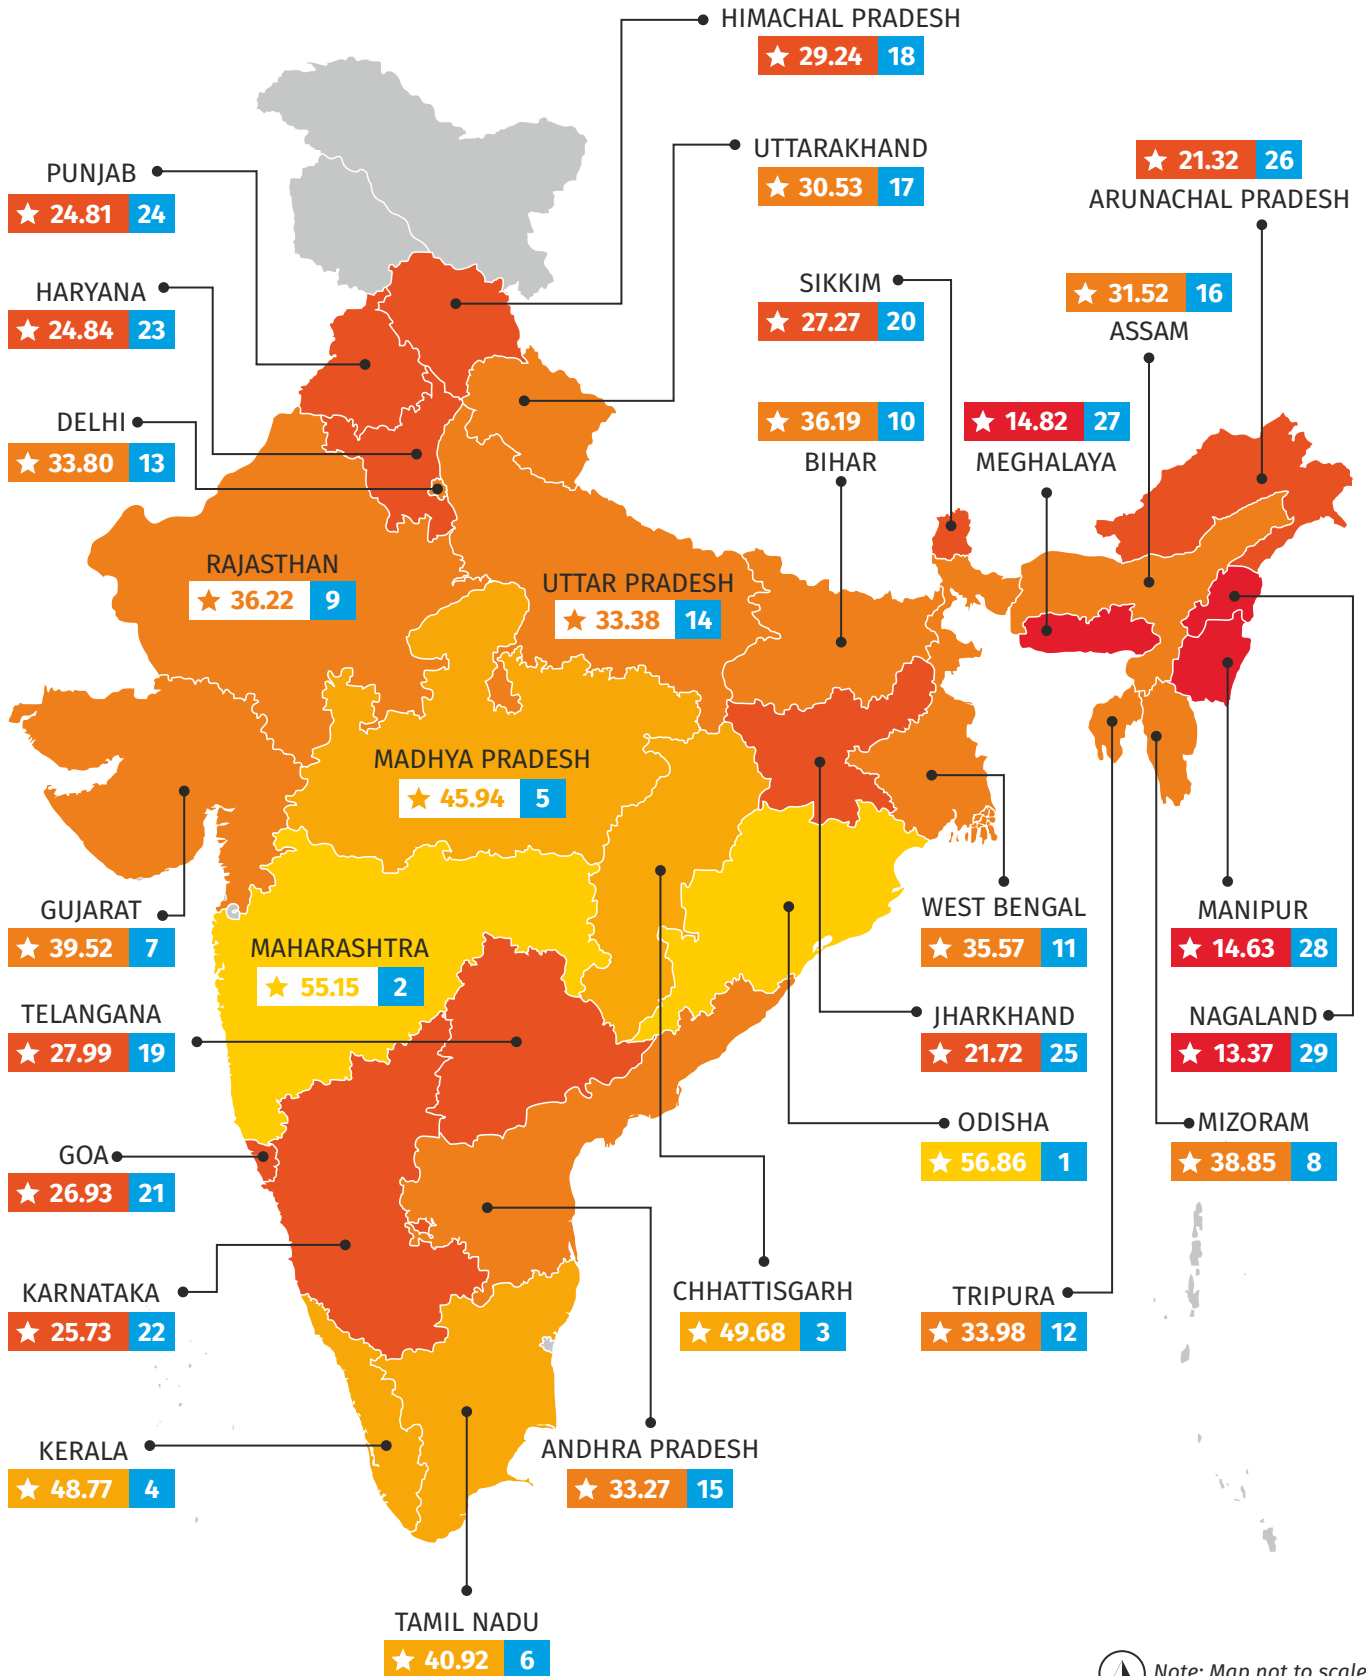 HIMACHAL PRADESH
29.24 18
UTTARAKHAND
30.53 17
21.32 26
ARUNACHAL PRADESH
PUNJAB
24.81 24
SIKKIM
27.27 20
31.52 16
ASSAM
HARYANA
24.84 23
DELHI
33.80 13
36.19 10
BIHAR
14.82 27
MEGHALAYA
RAJASTHAN
36.22 9
UTTAR PRADESH
33.38 14
MADHYA PRADESH
45.94 5
GUJARAT
39.52 7
MAHARASHTRA
55.15 2
WEST BENGAL
35.57 11
MANIPUR
14.63 28
TELANGANA
27.99 19
JHARKHAND
21.72 25
NAGALAND
13.37 29
GOA
26.93 21
ODISHA
56.86 1
MIZORAM
38.85 8
KARNATAKA
25.73 22
CHHATTISGARH
49.68 3
TRIPURA
33.98 12
KERALA
48.77 4
ANDHRA PRADESH
33.27 15
TAMIL NADU
40.92 6
Note: Map not to scale